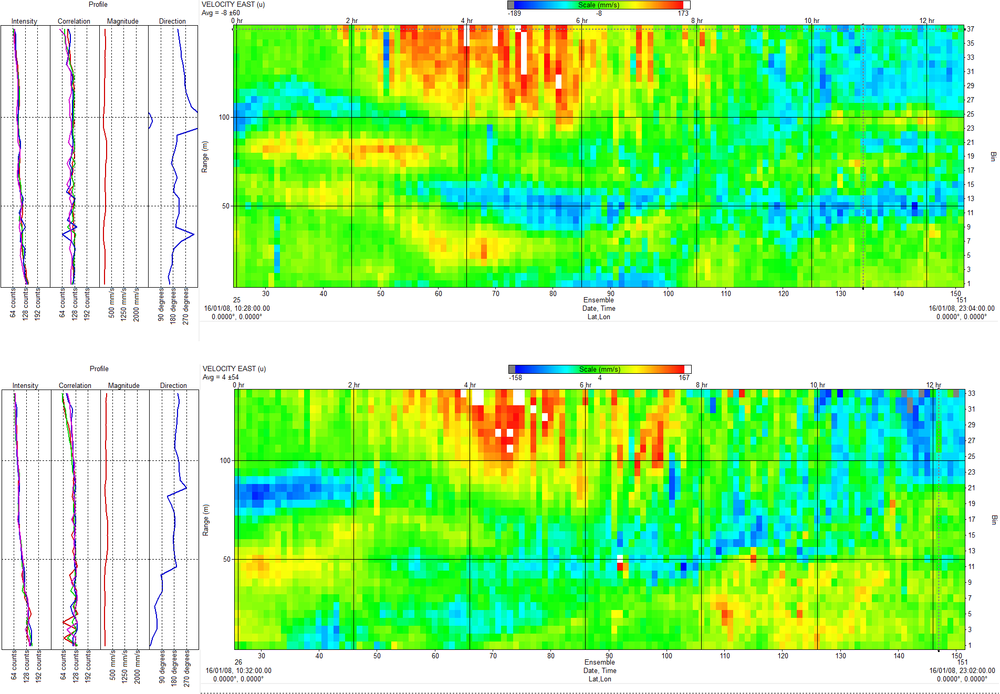 Profile
Intensity Correlation Magnitude Direction
64 counts 128 counts 192 counts 64 counts 128 counts 192 counts 500 mm/s 1250 mm/s 2000 mm/s 90 degrees 180 degrees 270 degrees
VELOCITY EAST (u)
Avg = -8 ±60
Scale (mm/s)
-189 -8 173
0 hr 2 hr 4 hr 6 hr 8 hr 10 hr 12 hr
Range (m)
100
50
37
35
33
31
29
27
25
23
21
19
17
15
13
11
9
7
5
3
1
Bin
30 40 50 60 70 80 90 100 110 120 130 140 150
25 Ensemble 151
16/01/08, 10:28:00.00 Date, Time 16/01/08, 23:04:00.00
0.0000°, 0.0000° Lat,Lon 0.0000°, 0.0000°
Profile
Intensity Correlation Magnitude Direction
64 counts 128 counts 192 counts 64 counts 128 counts 192 counts 500 mm/s 1250 mm/s 2000 mm/s 90 degrees 180 degrees 270 degrees
VELOCITY EAST (u)
Avg = 4 ±54
Scale (mm/s)
-158 4 167
0 hr 2 hr 4 hr 6 hr 8 hr 10 hr 12 hr
Range (m)
100
50
33
31
29
27
25
23
21
19
17
15
13
11
9
7
5
3
1
Bin
30 40 50 60 70 80 90 100 110 120 130 140 150
26 Ensemble 151
16/01/08, 10:32:00.00 Date, Time 16/01/08, 23:02:00.00
0.0000°, 0.0000° Lat,Lon 0.0000°, 0.0000°